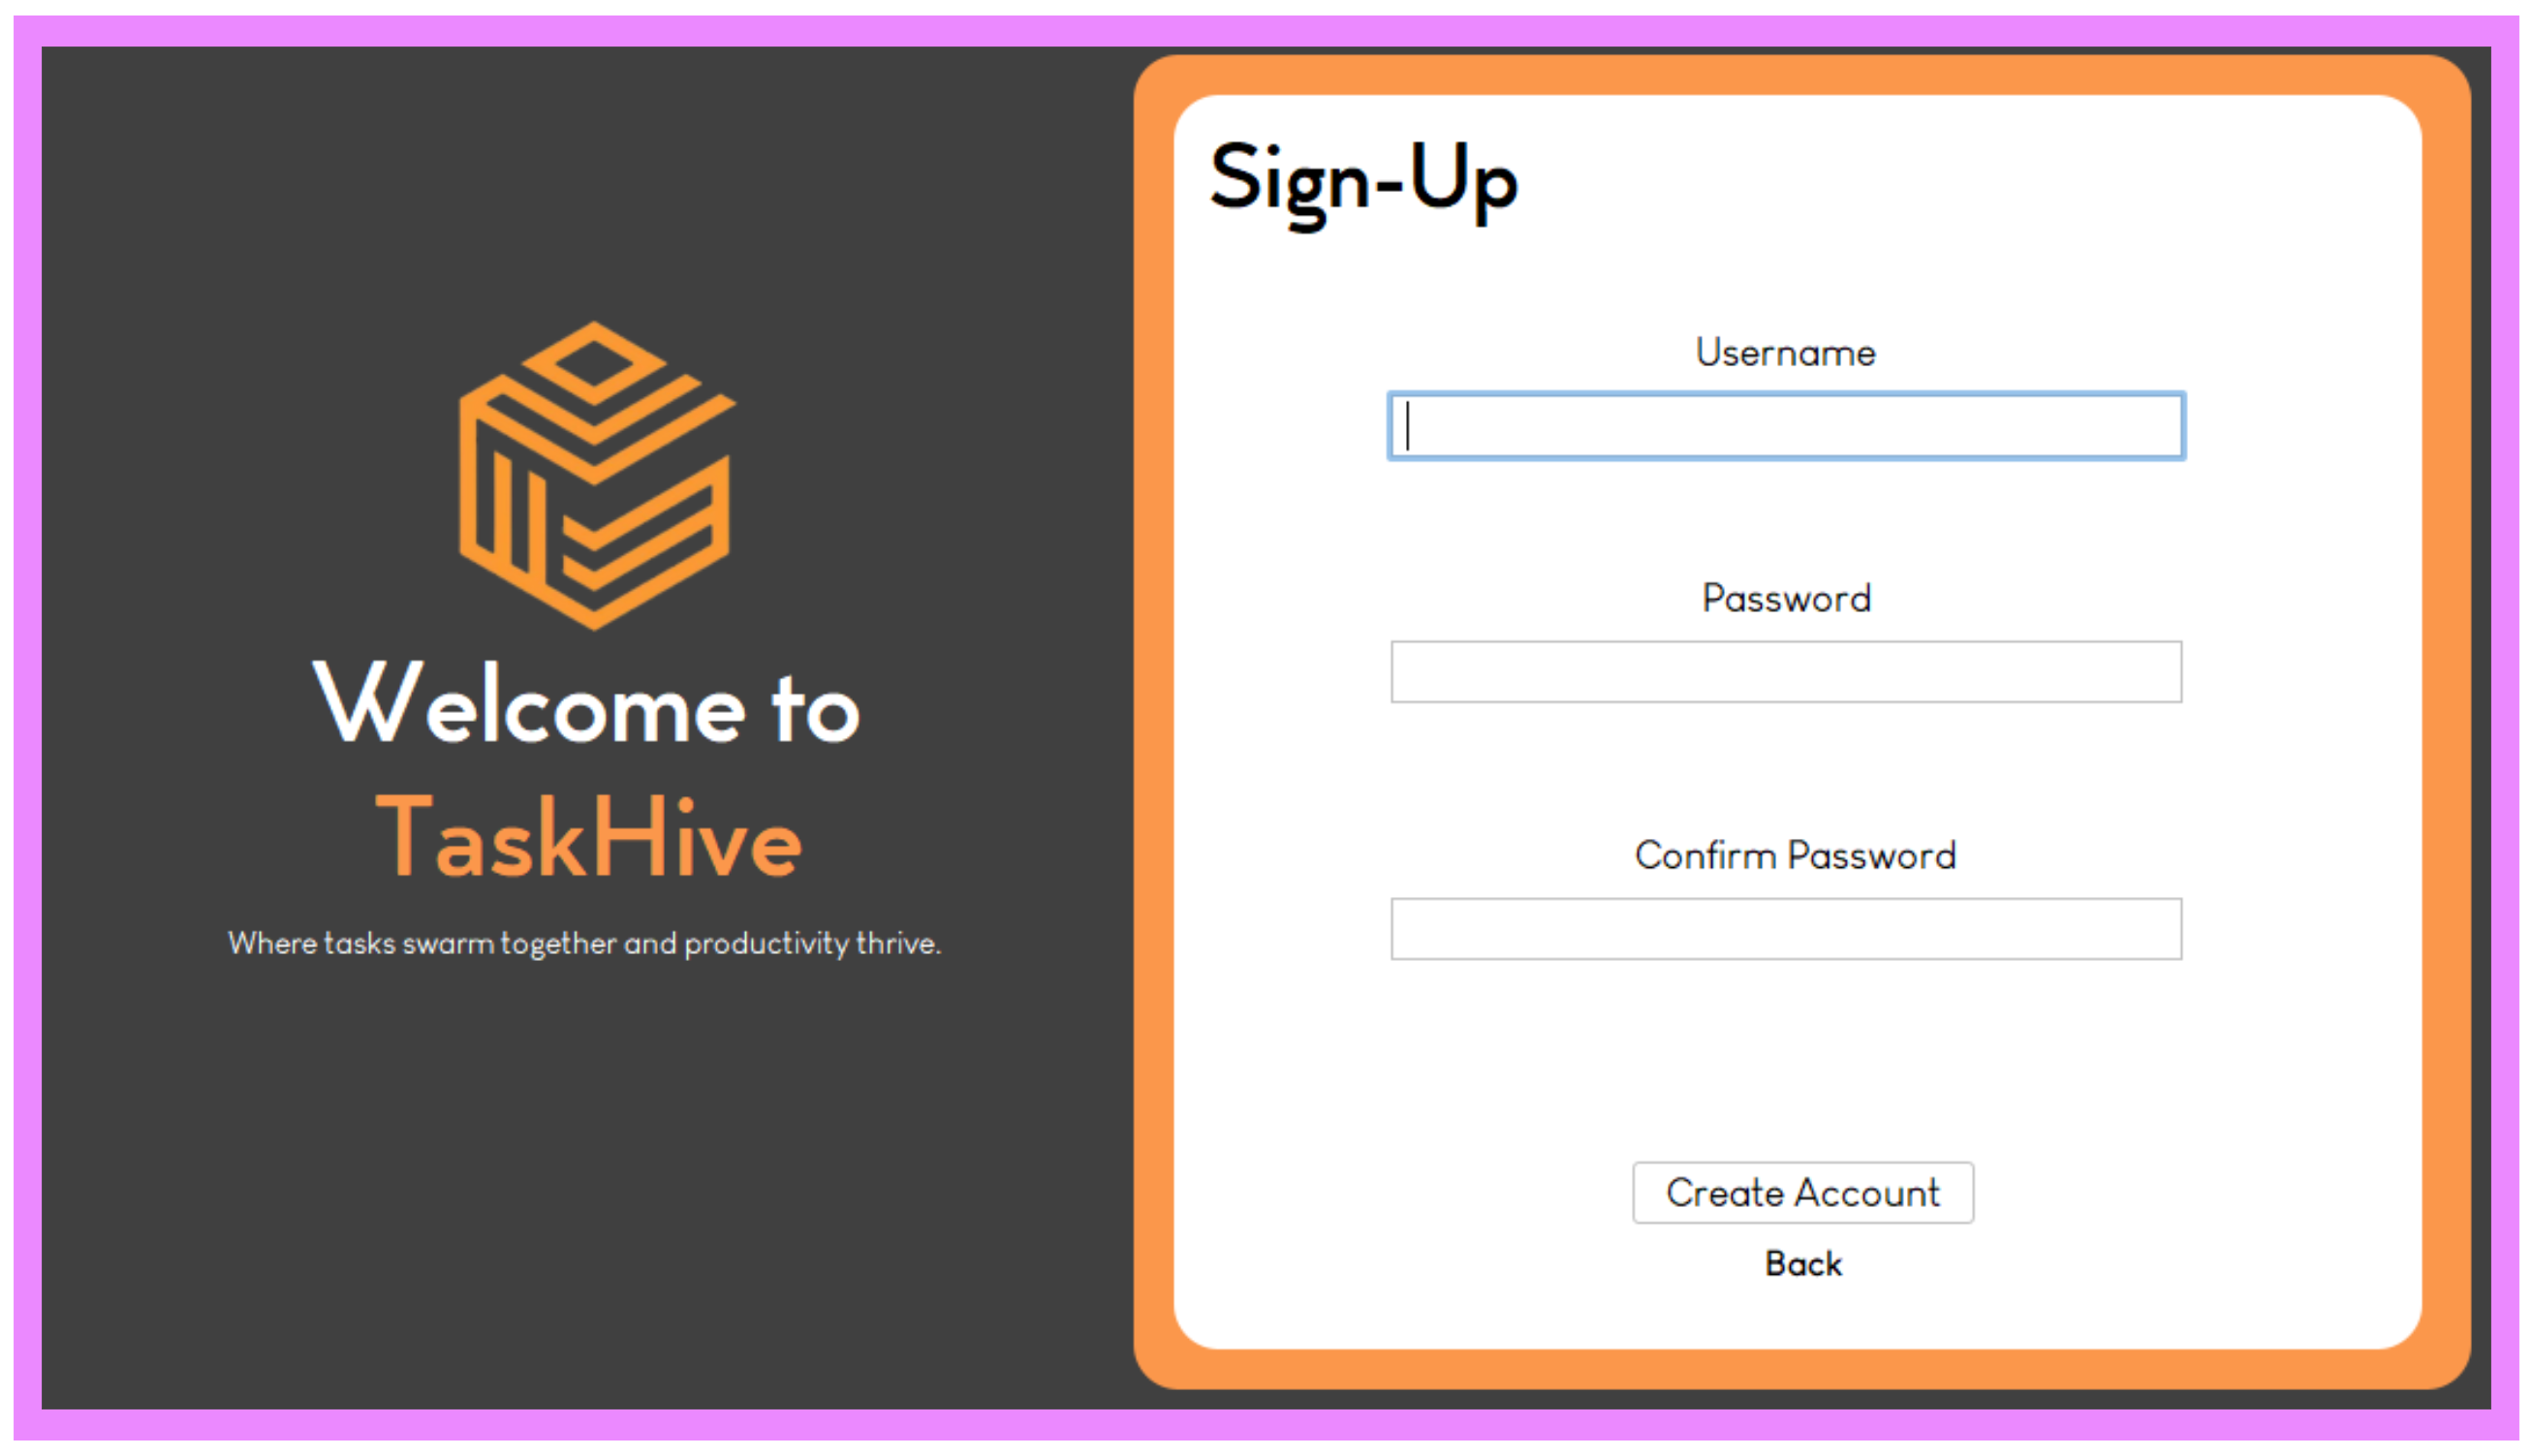 Welcome to
TaskHive
Where tasks swarm together and productivity thrive.
Sign-Up
Username
Password
Confirm Password
Create Account
Back